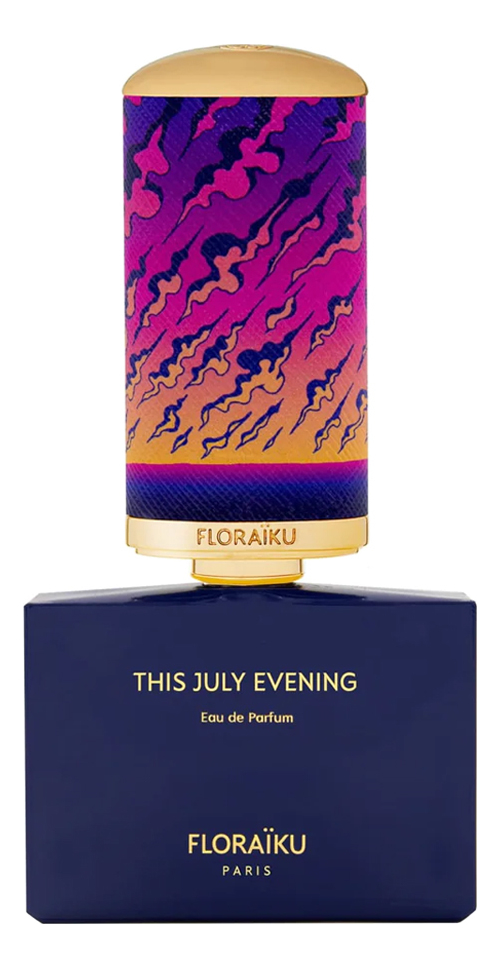 FLORAÏKU
THIS JULY EVENING
Eau de Parfum
FLORAÏKU
PARIS